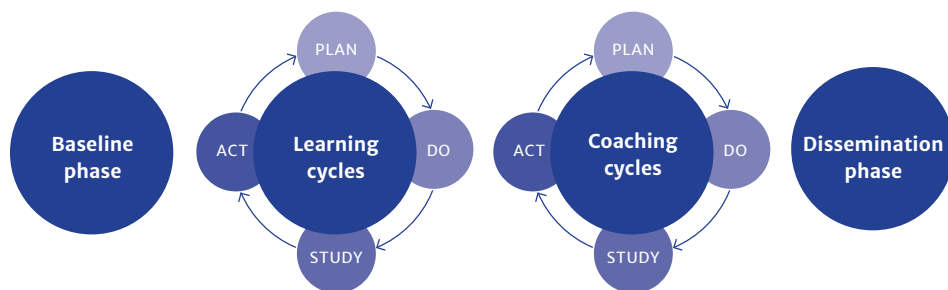 Baseline
phase
PLAN
ACT
Learning
cycles
DO
STUDY
PLAN
ACT
Coaching
cycles
DO
STUDY
Dissemination
phase